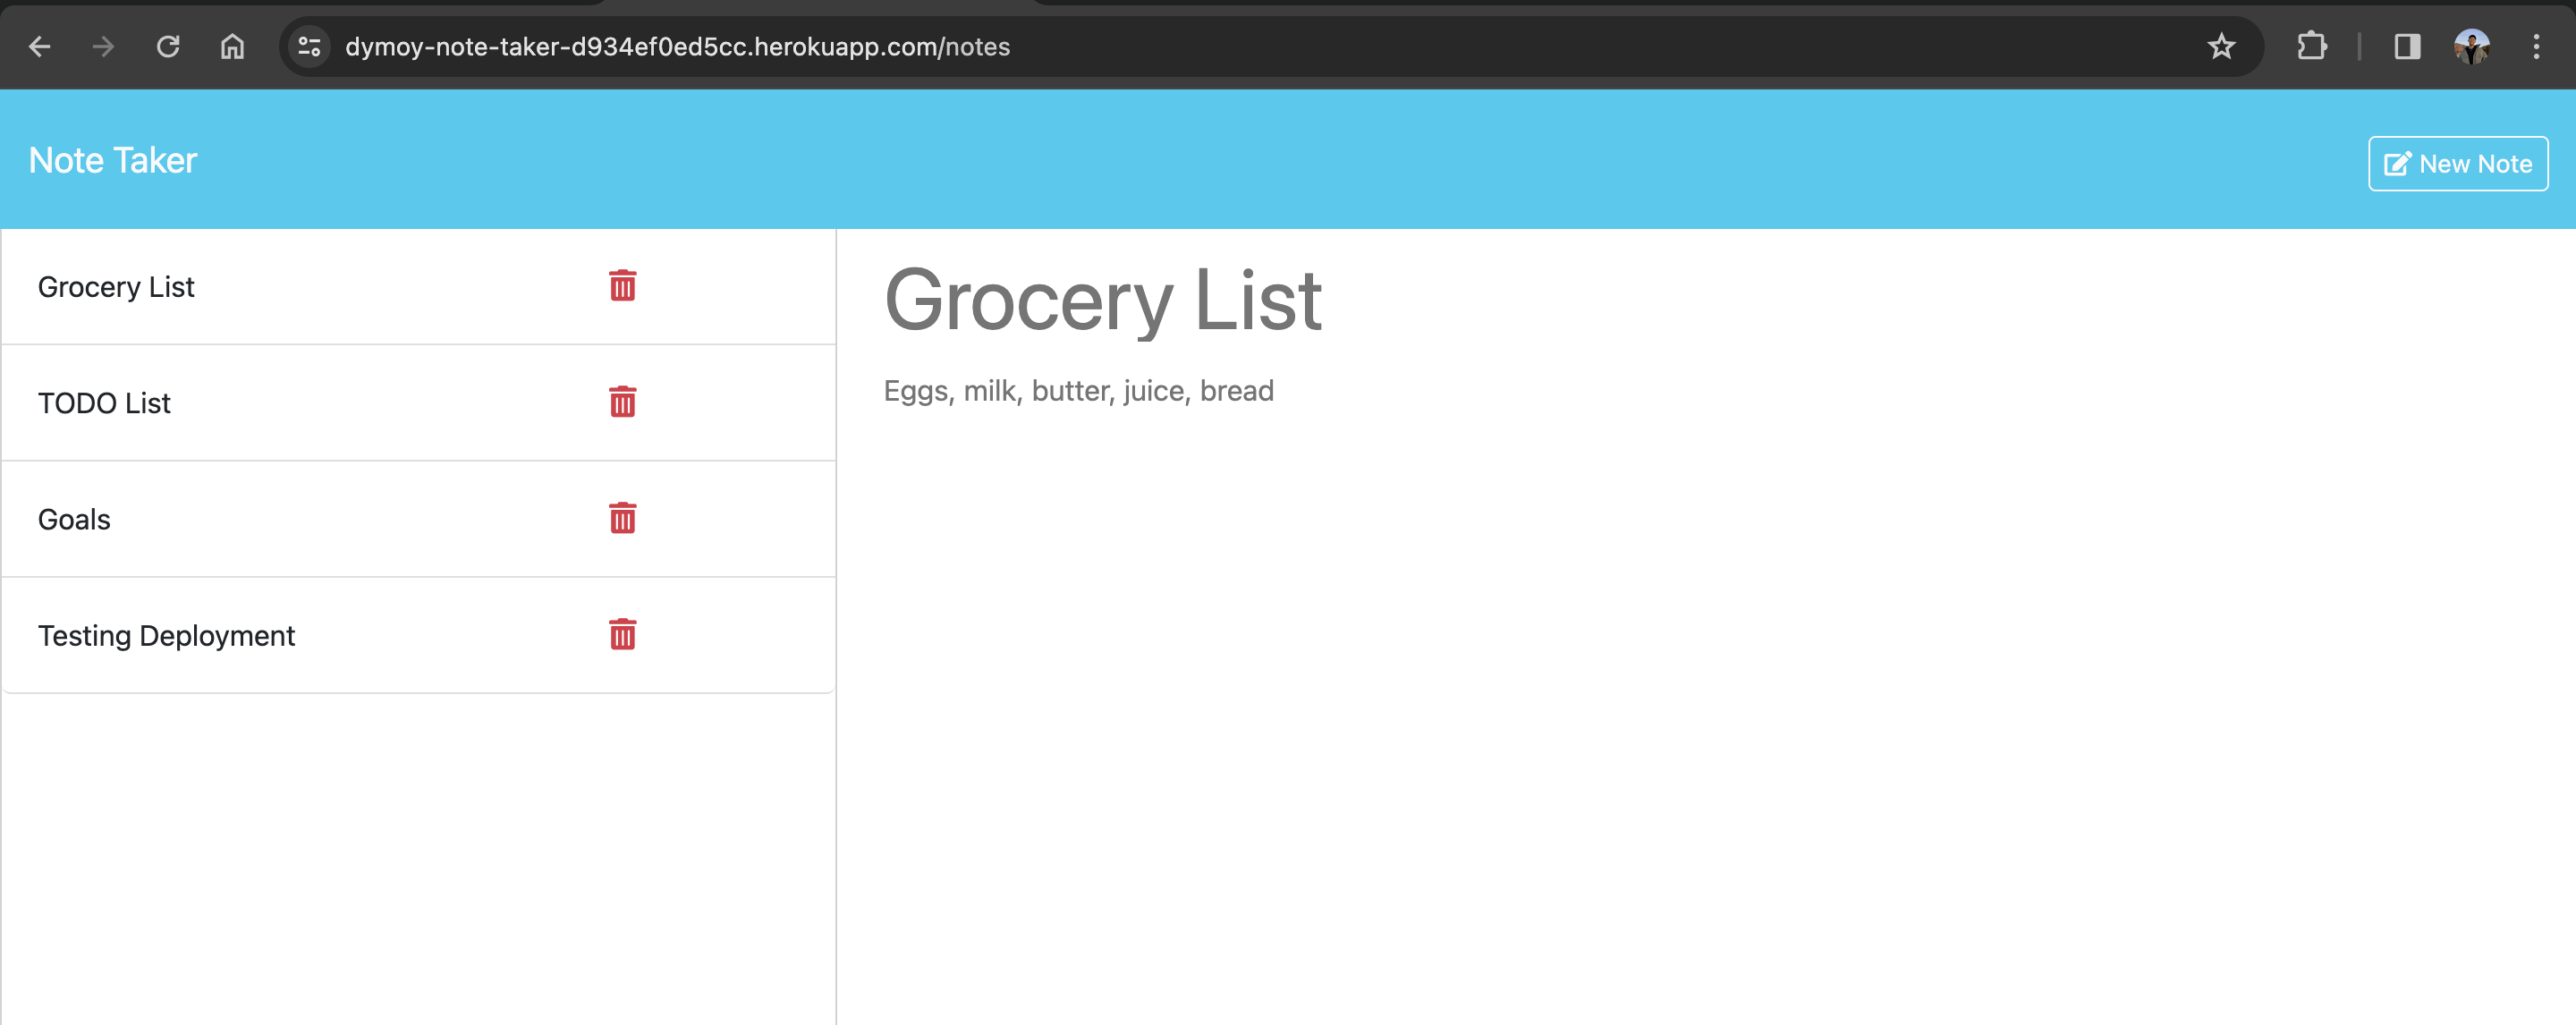 dymoy-note-taker-d934ef0ed5cc.herokuapp.com/notes
Note Taker
New Note
Grocery List
TODO List
Goals
Testing Deployment
Grocery List
Eggs, milk, butter, juice, bread